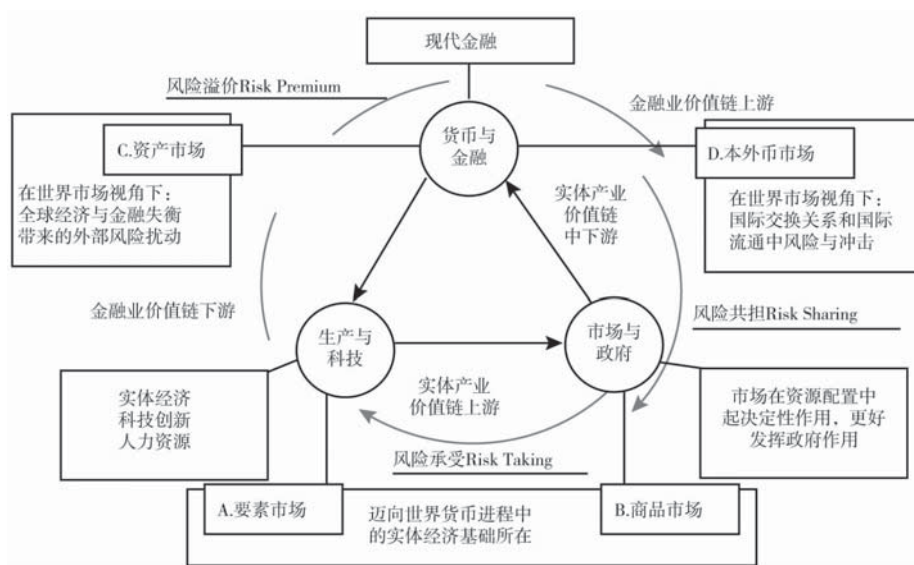 现代金融
风险溢价Risk Premium
金融业价值链上游
货币与
金融
C.资产市场
D.本外币市场
在世界市场视角下：
全球经济与金融失衡
带来的外部风险扰动
实体产业
价值链
中下游
在世界市场视角下：
国际交换关系和国际
流通中风险与冲击
金融业价值链下游
风险共担Risk Sharing
生产与
科技
市场与
政府
实体经济
科技创新
人力资源
实体产业
价值链上游
市场在资源配置中
起决定性作用，更好
发挥政府作用
风险承受Risk Taking
A.要素市场
迈向世界货币进程中
的实体经济基础所在
B.商品市场